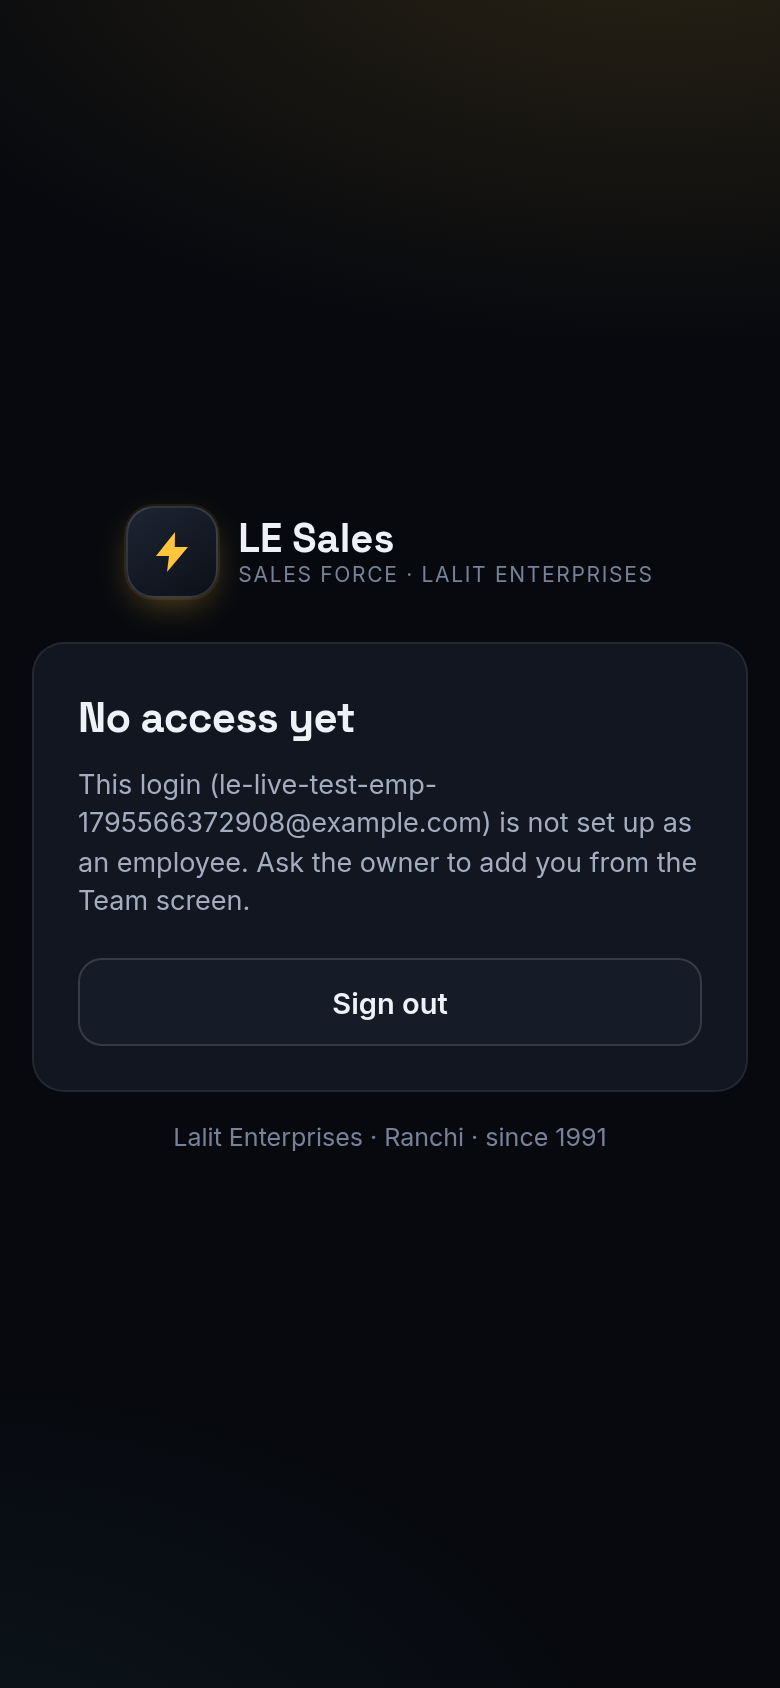 LE Sales
SALES FORCE · LALIT ENTERPRISES
No access yet
This login (le-live-test-emp-
1795566372908@example.com) is not set up as
an employee. Ask the owner to add you from the
Team screen.
Sign out
Lalit Enterprises · Ranchi · since 1991